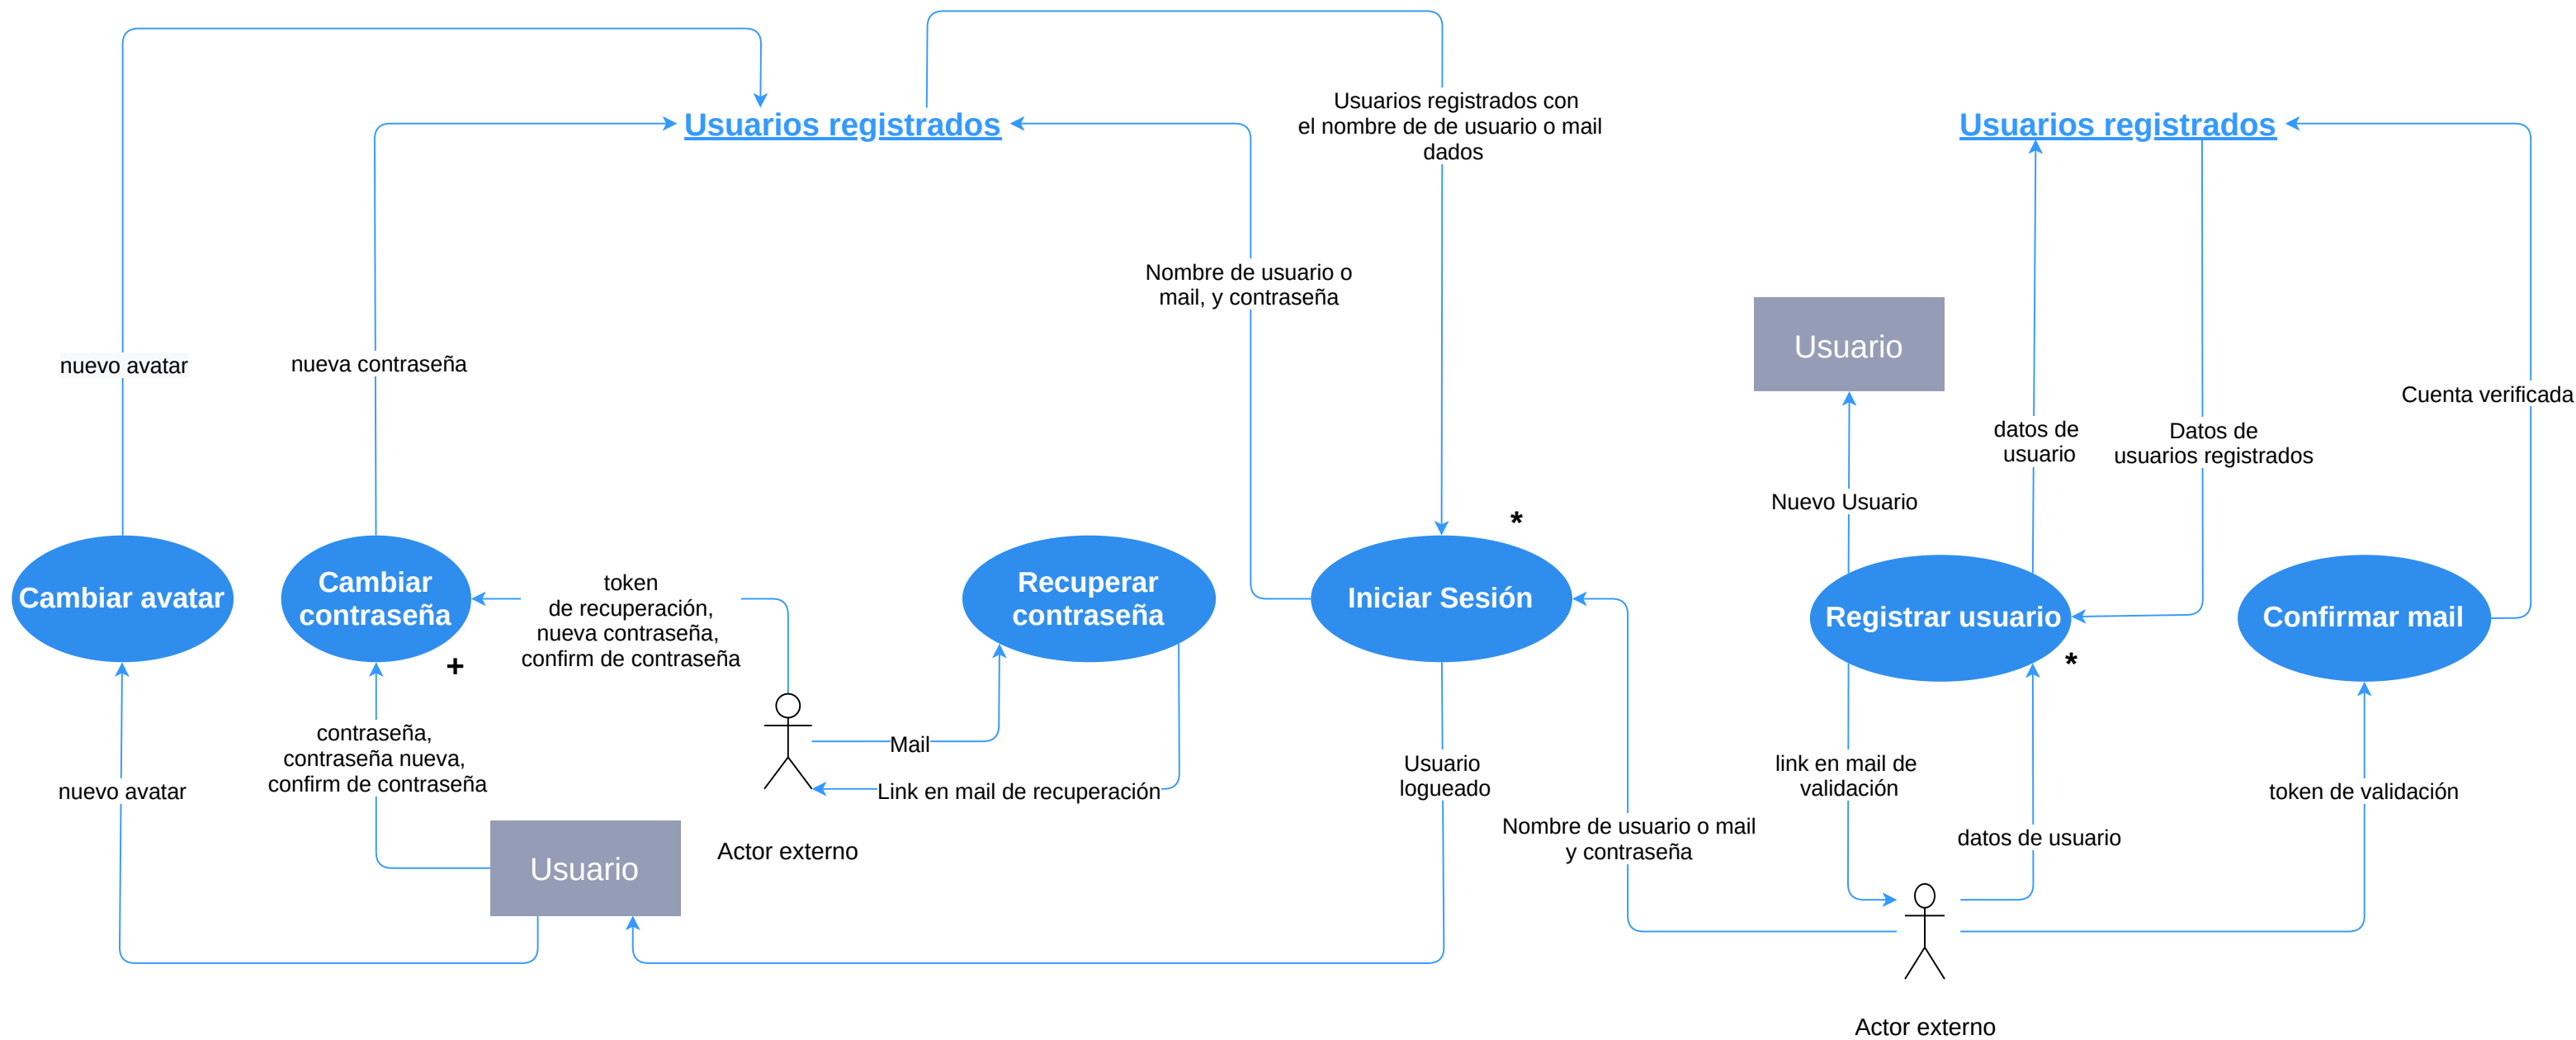 Usuarios registrados
Usuarios registrados con
el nombre de de usuario o mail
dados
Usuarios registrados
Nombre de usuario o
mail, y contraseña
Usuario
nuevo avatar
nueva contraseña
Cuenta verificada
datos de
usuario
Datos de
usuarios registrados
Nuevo Usuario
*
Cambiar avatar
Cambiar
contraseña
+
token
de recuperación,
nueva contraseña,
confirm de contraseña
Recuperar
contraseña
Iniciar Sesión
Registrar usuario
*
Confirmar mail
contraseña,
contraseña nueva,
confirm de contraseña
nuevo avatar
Mail
Link en mail de recuperación
Usuario
logueado
link en mail de
validación
token de validación
Nombre de usuario o mail
y contraseña
datos de usuario
Usuario
Actor externo
Actor externo